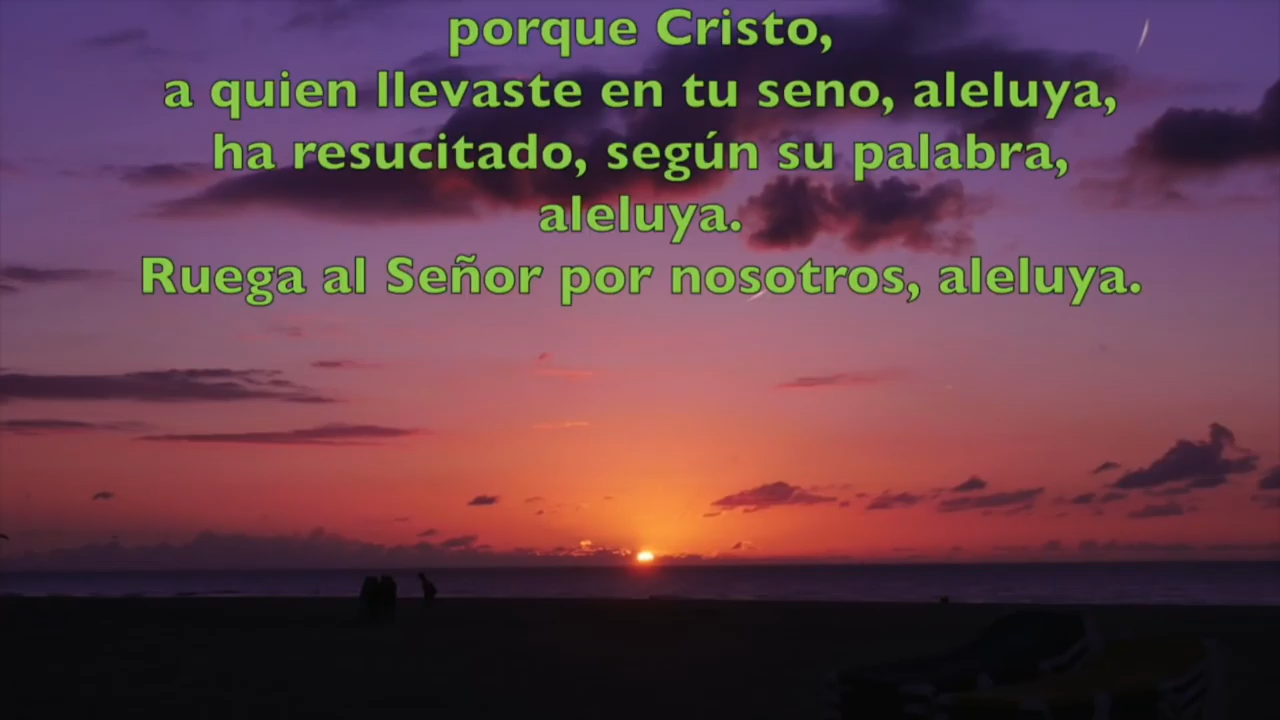 porque Cristo,
a quien llevaste en tu seno, aleluya,
ha resucitado, según su palabra,
aleluya.
Ruega al Señor por nosotros, aleluya.